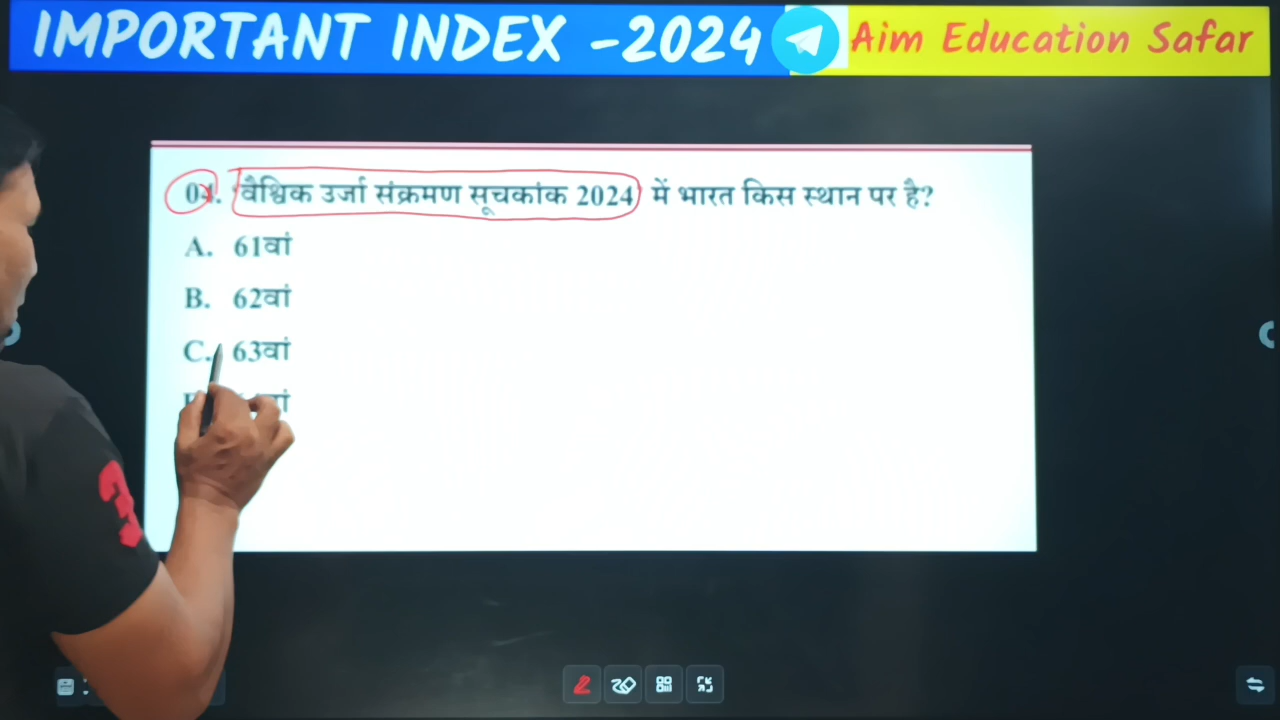 IMPORTANT INDEX -2024 Aim Education Safar
01. वैश्विक उर्जा संक्रमण सूचकांक 2024 में भारत किस स्थान पर है?
A. 61वां
B. 62वां
C. 63वां